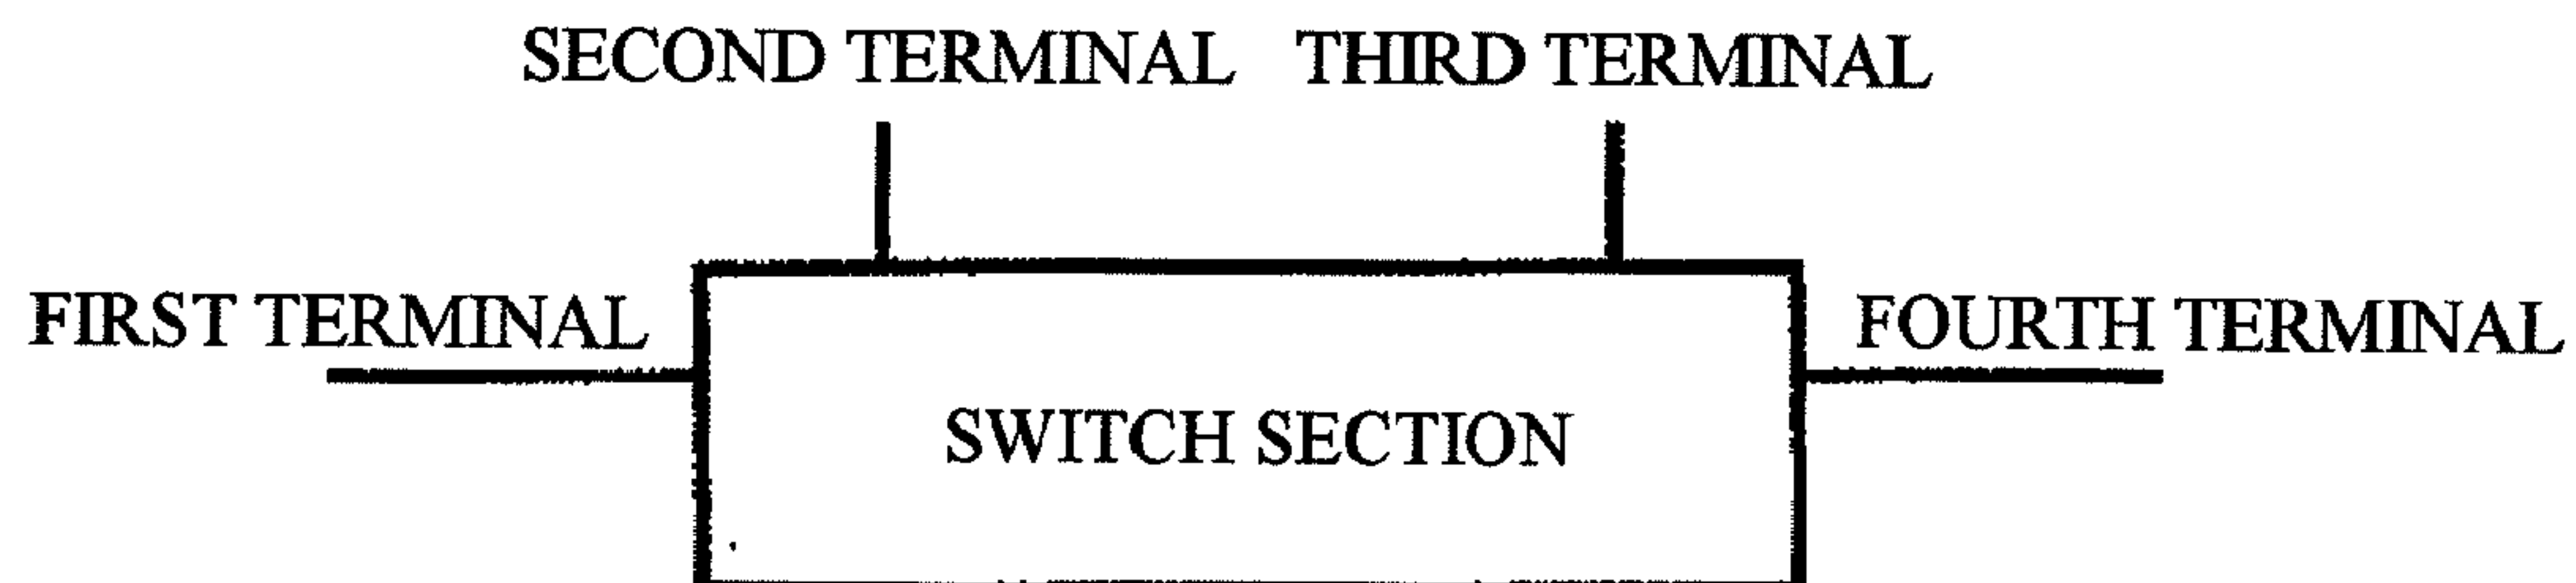 SECOND TERMINAL THIRD TERMINAL
FIRST TERMINAL
FOURTH TERMINAL
SWITCH SECTION